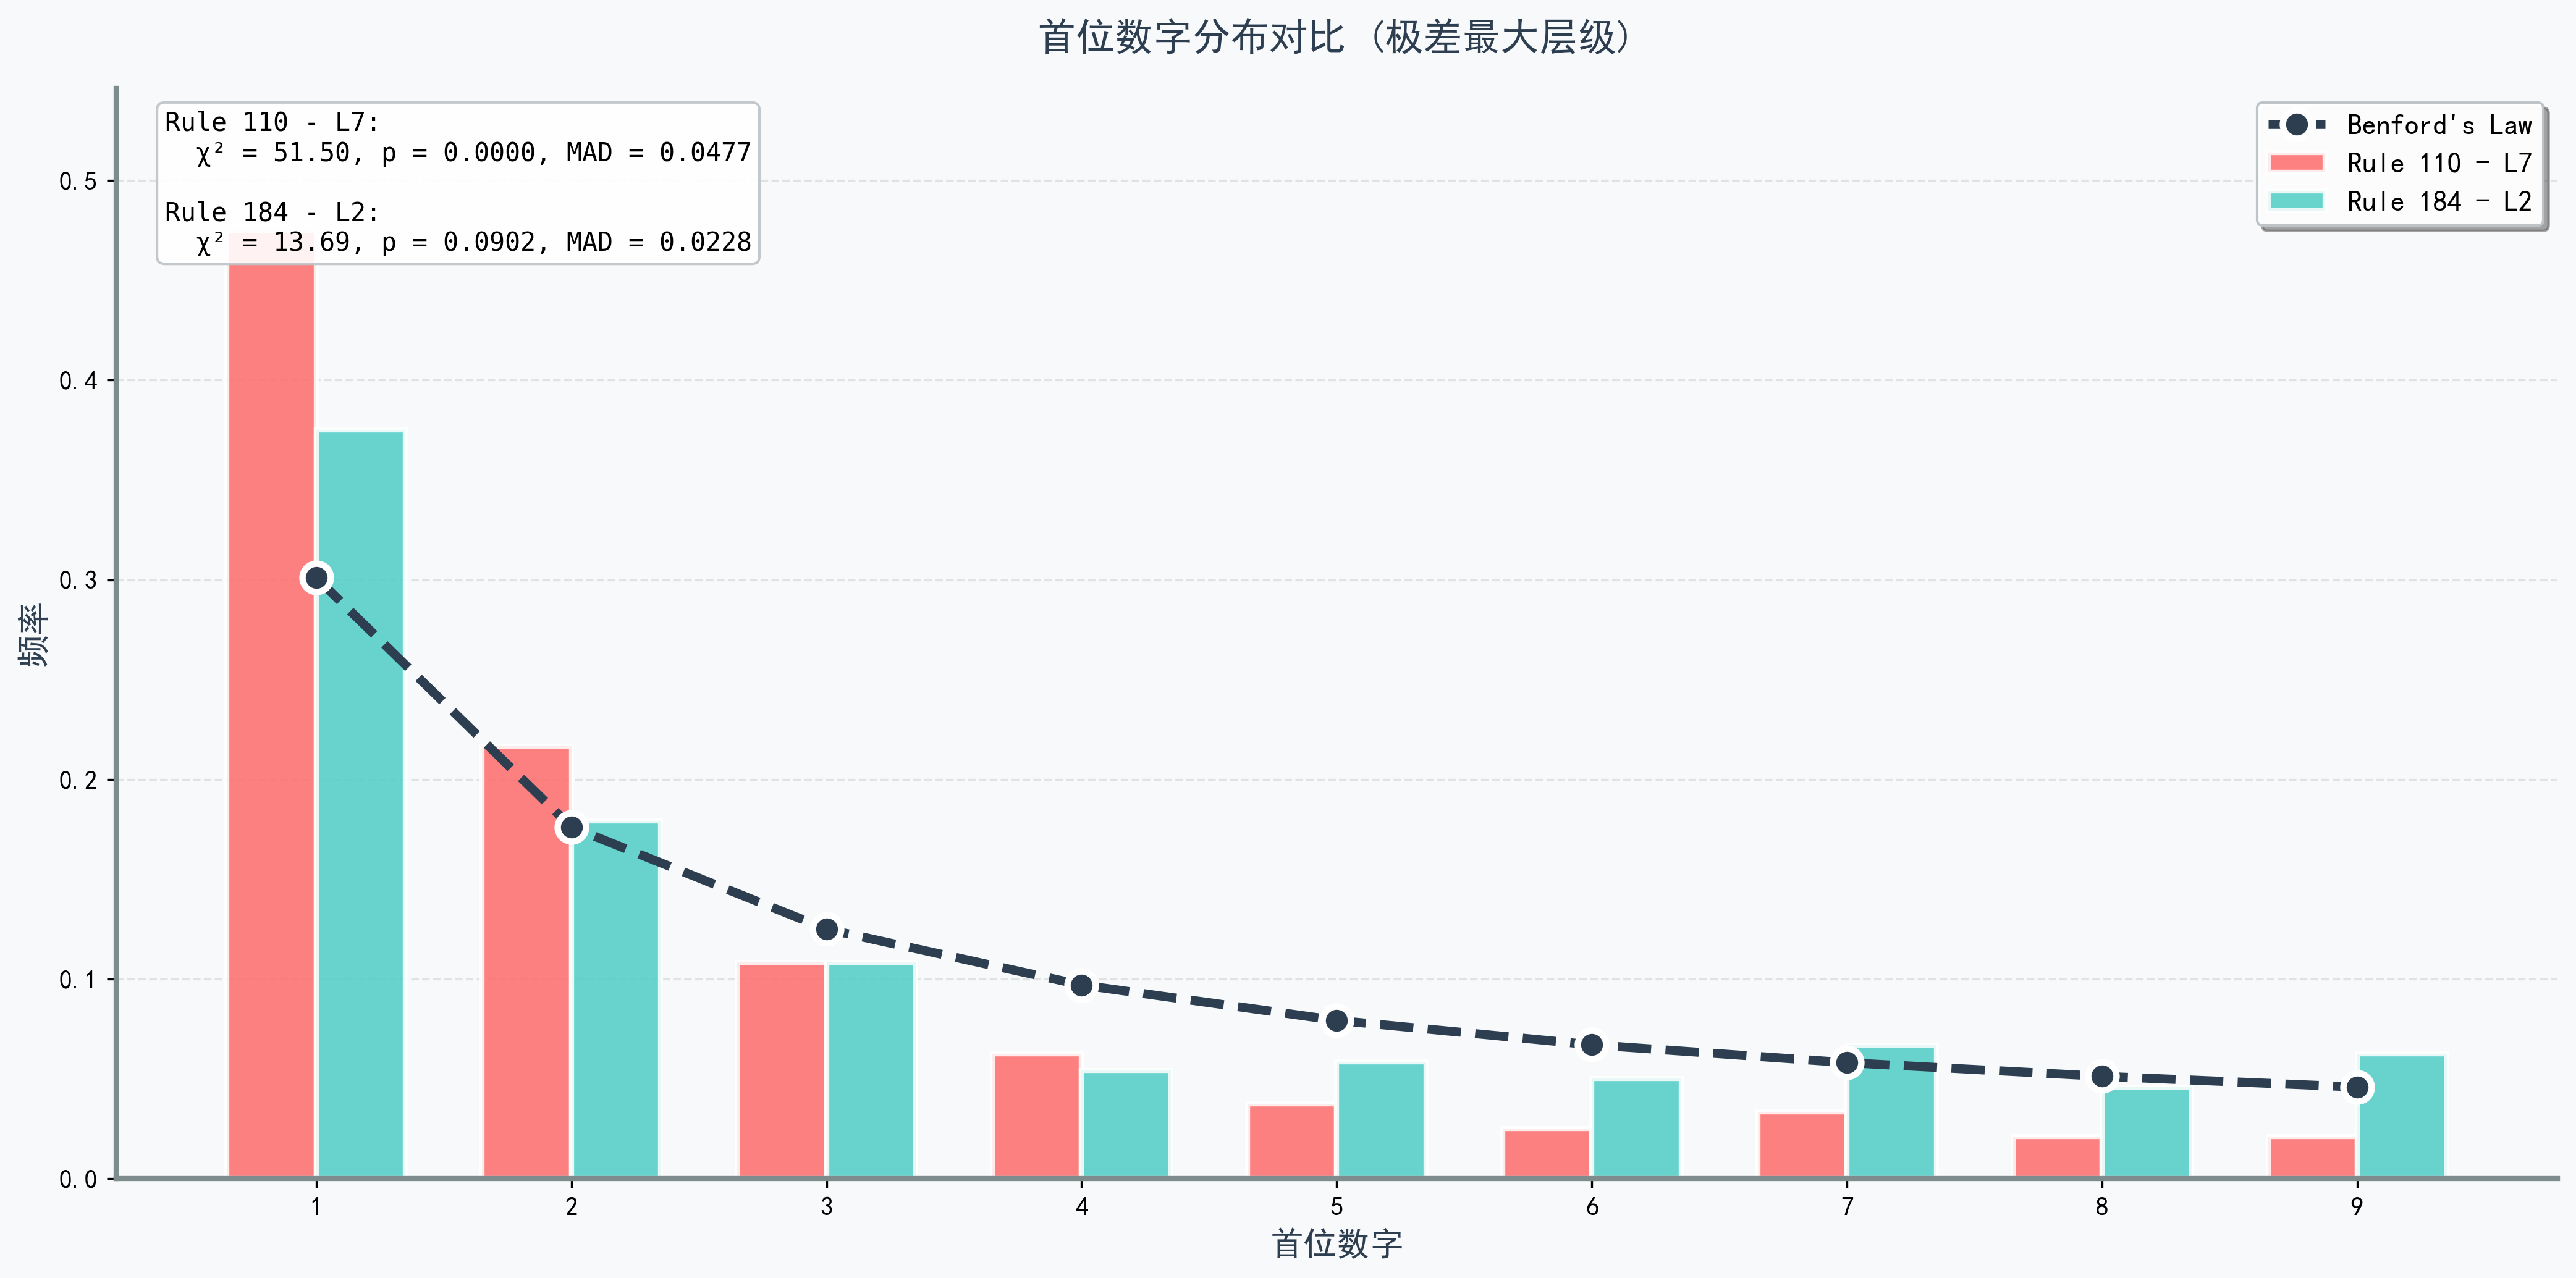 首位数字分布对比 (极差最大层级)
Rule 110 - L7:
χ² = 51.50, p = 0.0000, MAD = 0.0477
Rule 184 - L2:
χ² = 13.69, p = 0.0902, MAD = 0.0228
Benford's Law
Rule 110 - L7
Rule 184 - L2
0.5
0.4
0.3
0.2
0.1
0.0
频率
1 2 3 4 5 6 7 8 9
首位数字